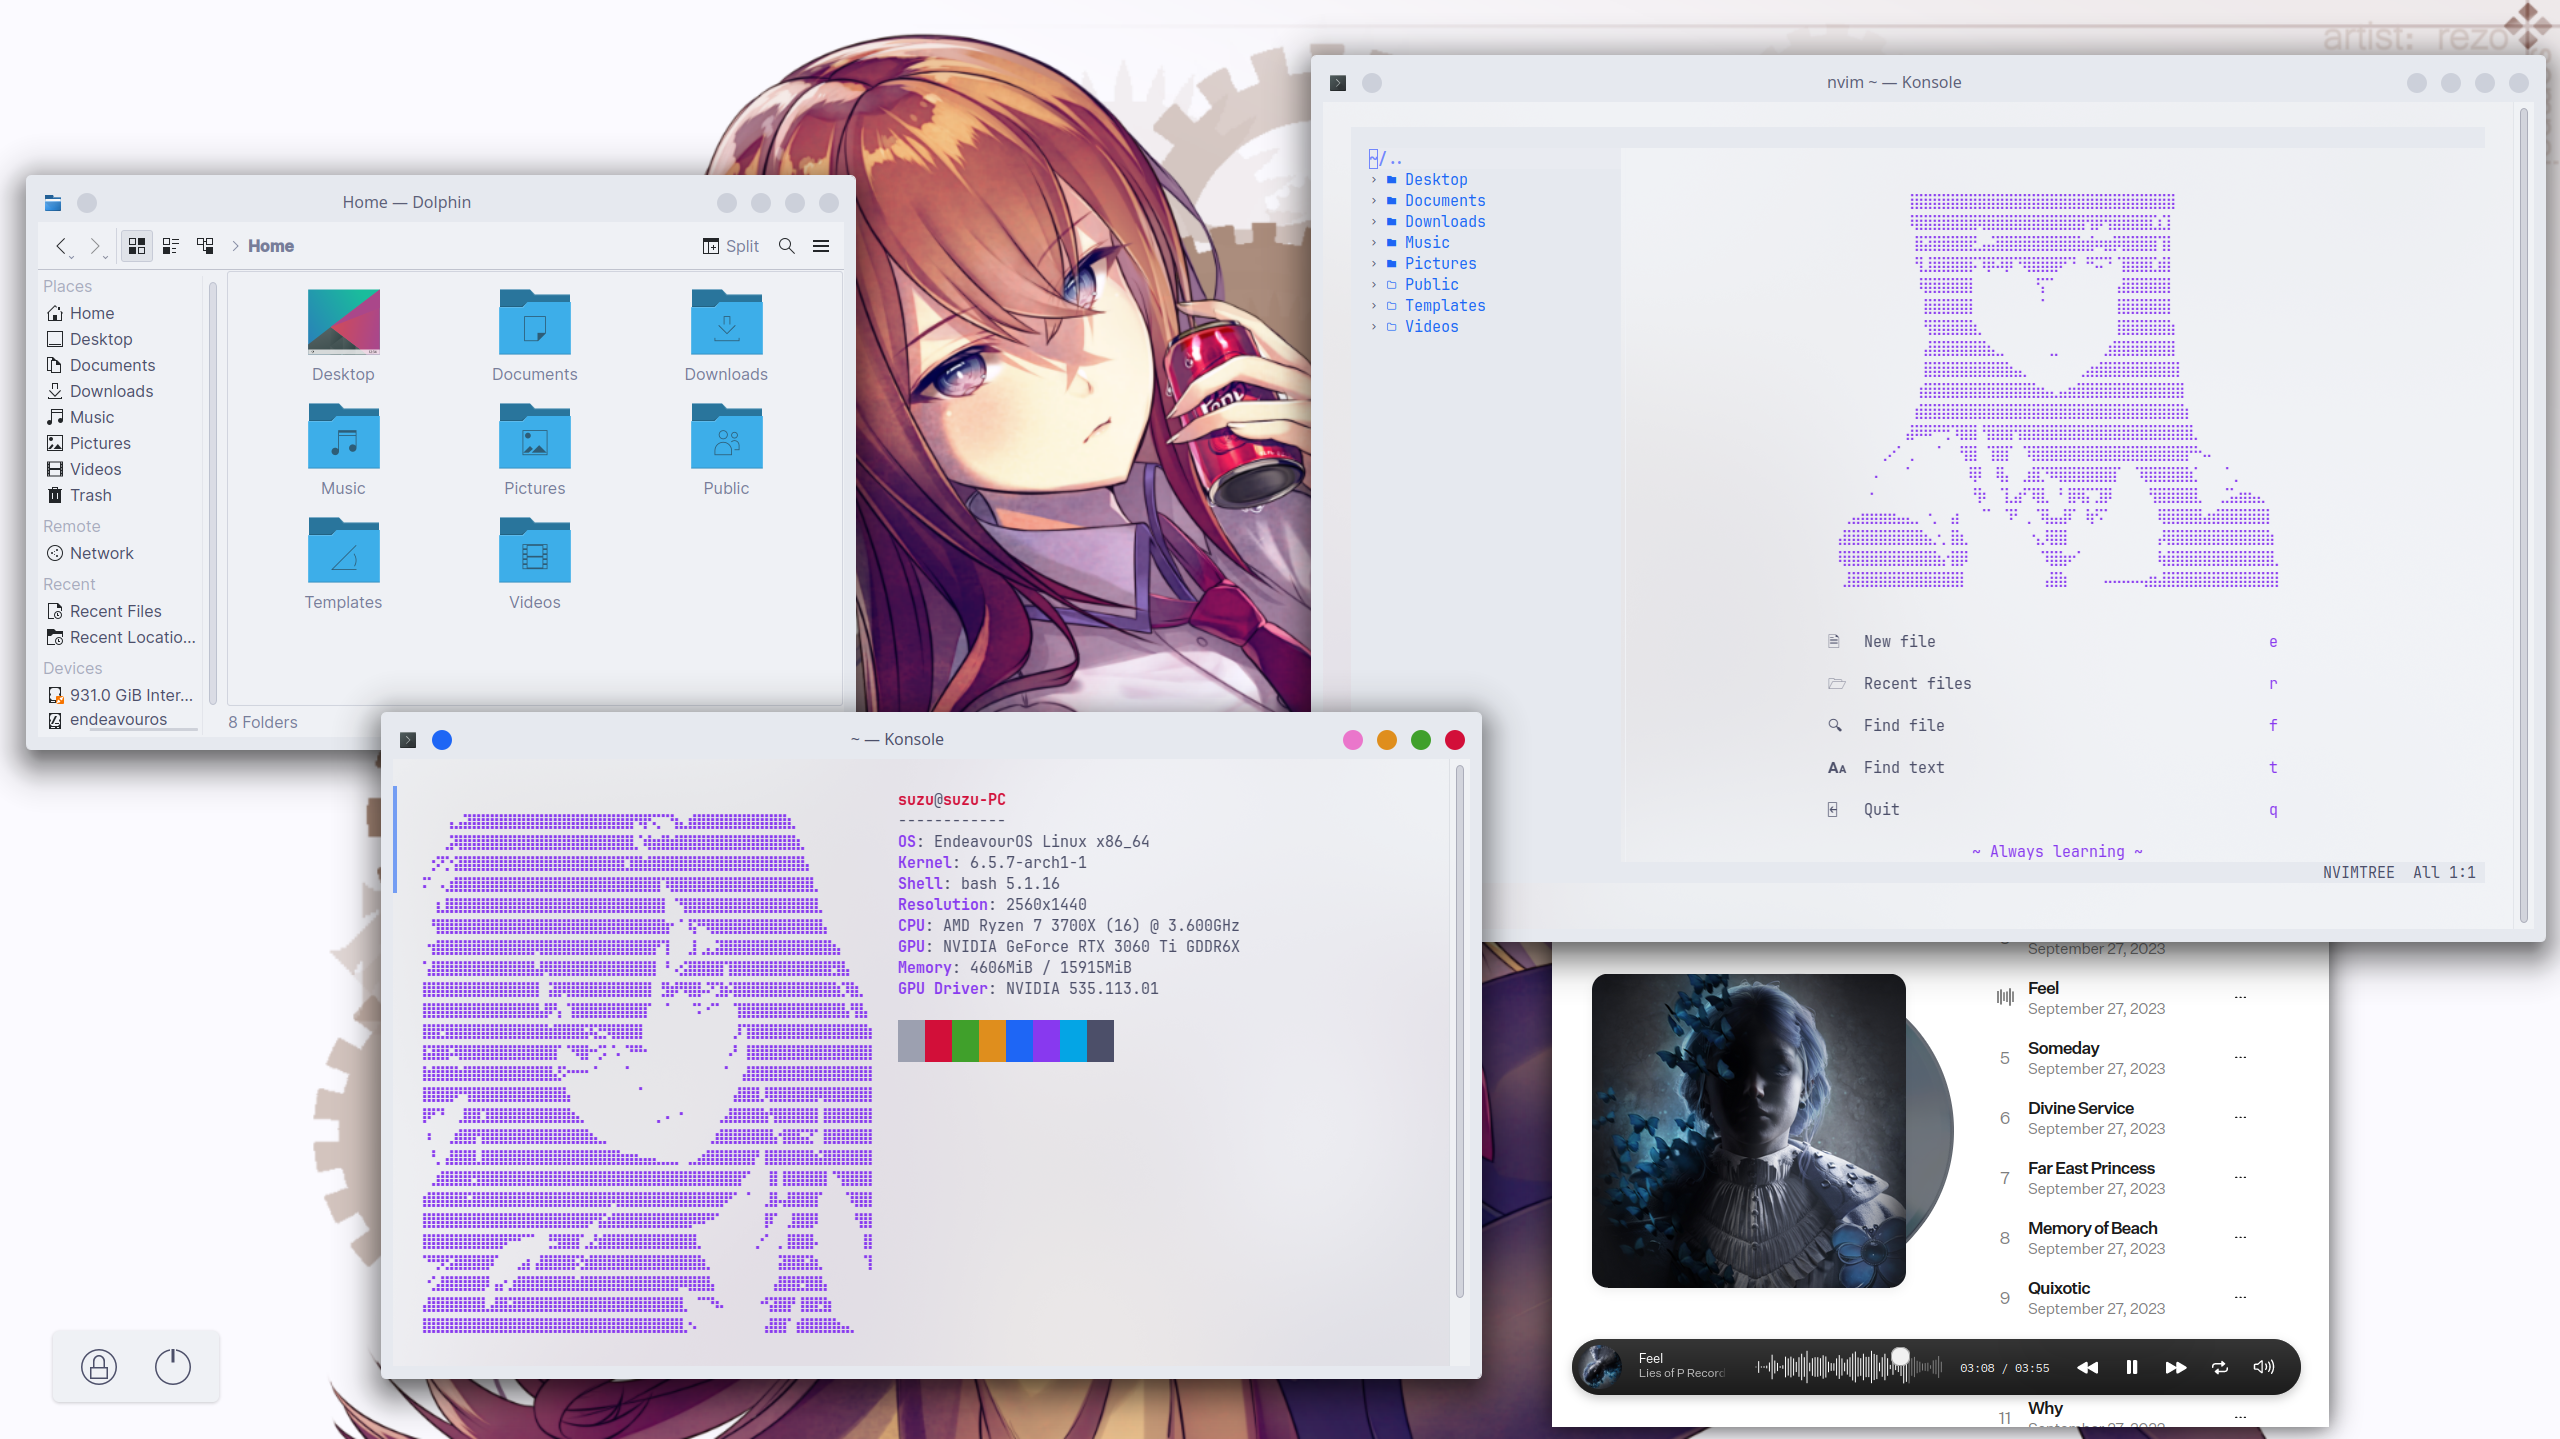 artist: rezo
Home — Dolphin
Home
Split
Places
Home
Desktop
Documents
Downloads
Music
Pictures
Videos
Trash
Remote
Network
Recent
Recent Files
Recent Locatio...
Devices
931.0 GiB Inter...
endeavouros
Desktop
Documents
Downloads
Music
Pictures
Public
Templates
Videos
8 Folders
nvim ~ — Konsole
~/..
Desktop
Documents
Downloads
Music
Pictures
Public
Templates
Videos
New file e
Recent files r
Find file f
Find text t
Quit q
~ Always learning ~
NVIMTREE All 1:1
~ — Konsole
suzu@suzu-PC
------------
OS: EndeavourOS Linux x86_64
Kernel: 6.5.7-arch1-1
Shell: bash 5.1.16
Resolution: 2560x1440
CPU: AMD Ryzen 7 3700X (16) @ 3.600GHz
GPU: NVIDIA GeForce RTX 3060 Ti GDDR6X
Memory: 4606MiB / 15915MiB
GPU Driver: NVIDIA 535.113.01
September 27, 2023
Feel
September 27, 2023
5 Someday
September 27, 2023
6 Divine Service
September 27, 2023
7 Far East Princess
September 27, 2023
8 Memory of Beach
September 27, 2023
9 Quixotic
September 27, 2023
Feel
Lies of P Record
03:08 / 03:55
11 Why
September 27, 2023